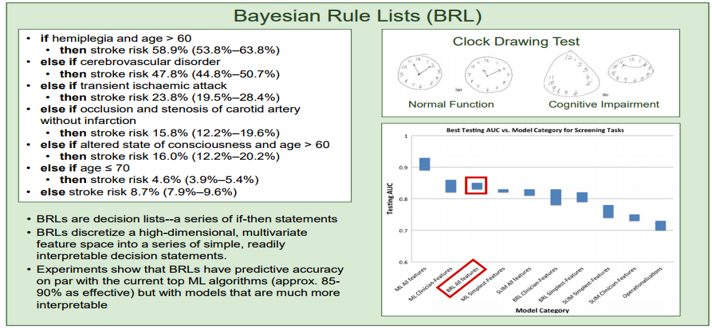 Bayesian Rule Lists (BRL)
• if hemiplegia and age > 60
• then stroke risk 58.9% (53.8%–63.8%)
• else if cerebrovascular disorder
• then stroke risk 47.8% (44.8%–50.7%)
• else if transient ischaemic attack
• then stroke risk 23.8% (19.5%–28.4%)
• else if occlusion and stenosis of carotid artery
without infarction
• then stroke risk 15.8% (12.2%–19.6%)
• else if altered state of consciousness and age > 60
• then stroke risk 16.0% (12.2%–20.2%)
• else if age ≤ 70
• then stroke risk 4.6% (3.9%–5.4%)
• else stroke risk 8.7% (7.9%–9.6%)
• BRLs are decision lists--a series of if-then statements
• BRLs discretize a high-dimensional, multivariate
feature space into a series of simple, readily
interpretable decision statements.
• Experiments show that BRLs have predictive accuracy
on par with the current top ML algorithms (approx. 85-
90% as effective) but with models that are much more
interpretable
Clock Drawing Test
(a)
(b)
Normal Function
Cognitive Impairment
Best Testing AUC vs. Model Category for Screening Tasks
Testing AUC
1
0.9
0.8
0.7
0.6
ML All features
ML Clinician-Features
BRL All features
ML Simplest-Features
SLIM All features
BRL Clinician-Features
BRL Simplest-Features
SLIM Simplest-Features
SLIM Clinician-Features
Operationalizations
Model Category